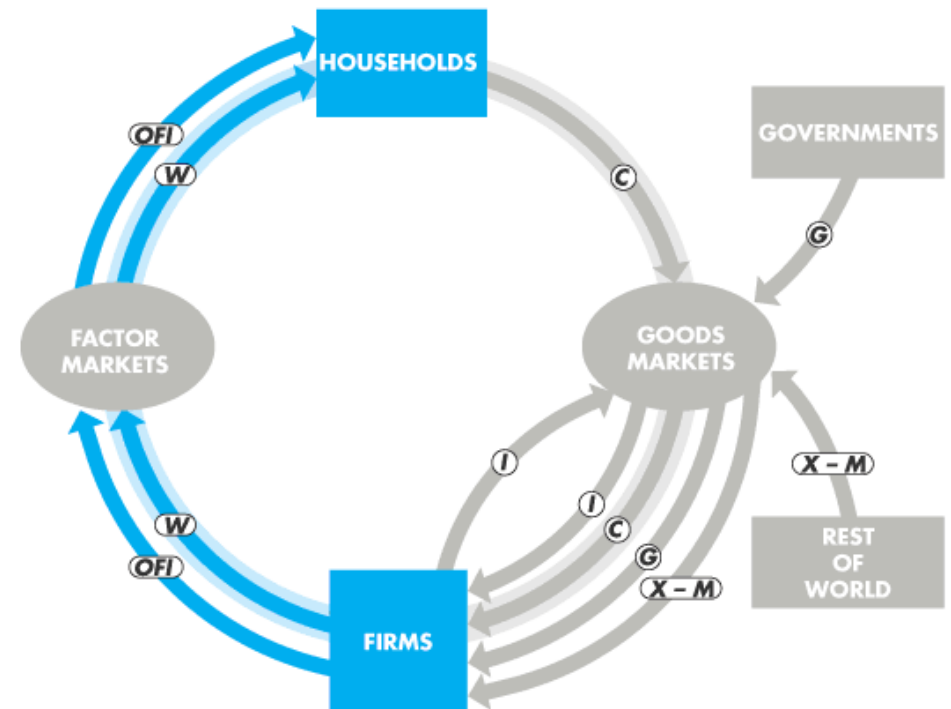 HOUSEHOLDS
GOVERNMENTS
OFI
W
C
G
FACTOR
MARKETS
GOODS
MARKETS
I
X – M
I
C
G
X – M
W
OFI
REST
OF
WORLD
FIRMS